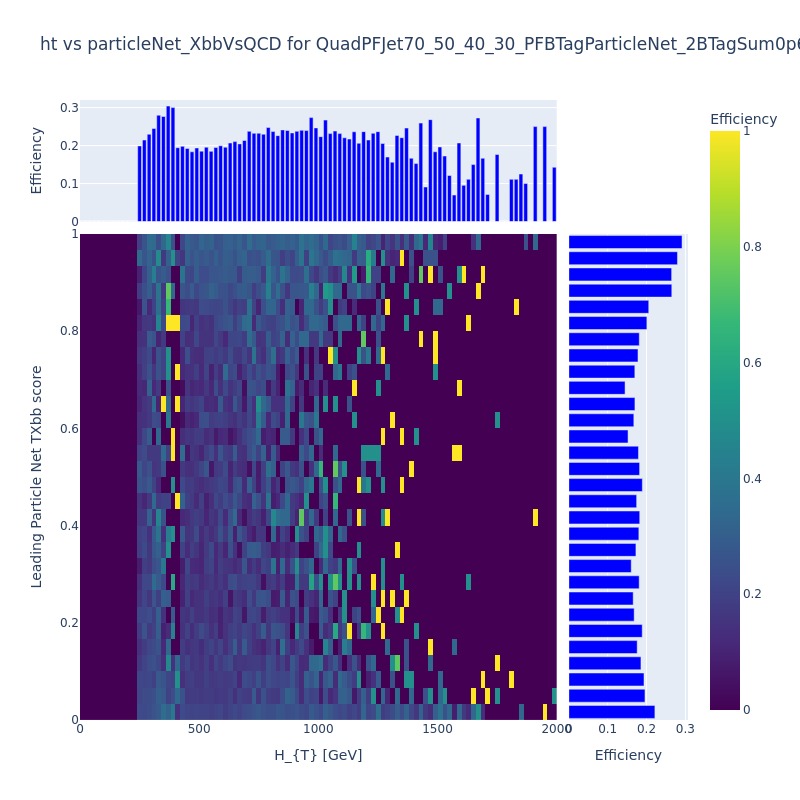 ht vs particleNet_XbbVsQCD for QuadPFJet70_50_40_30_PFBTagParticleNet_2BTagSum0p
Efficiency
0.3
0.2
0.1
0
Efficiency
1
0.8
0.6
0.4
0.2
0
Leading Particle Net TXbb score
1
0.8
0.6
0.4
0.2
0
0 500 1000 1500 2000
H_{T} [GeV]
0 0.1 0.2 0.3
Efficiency